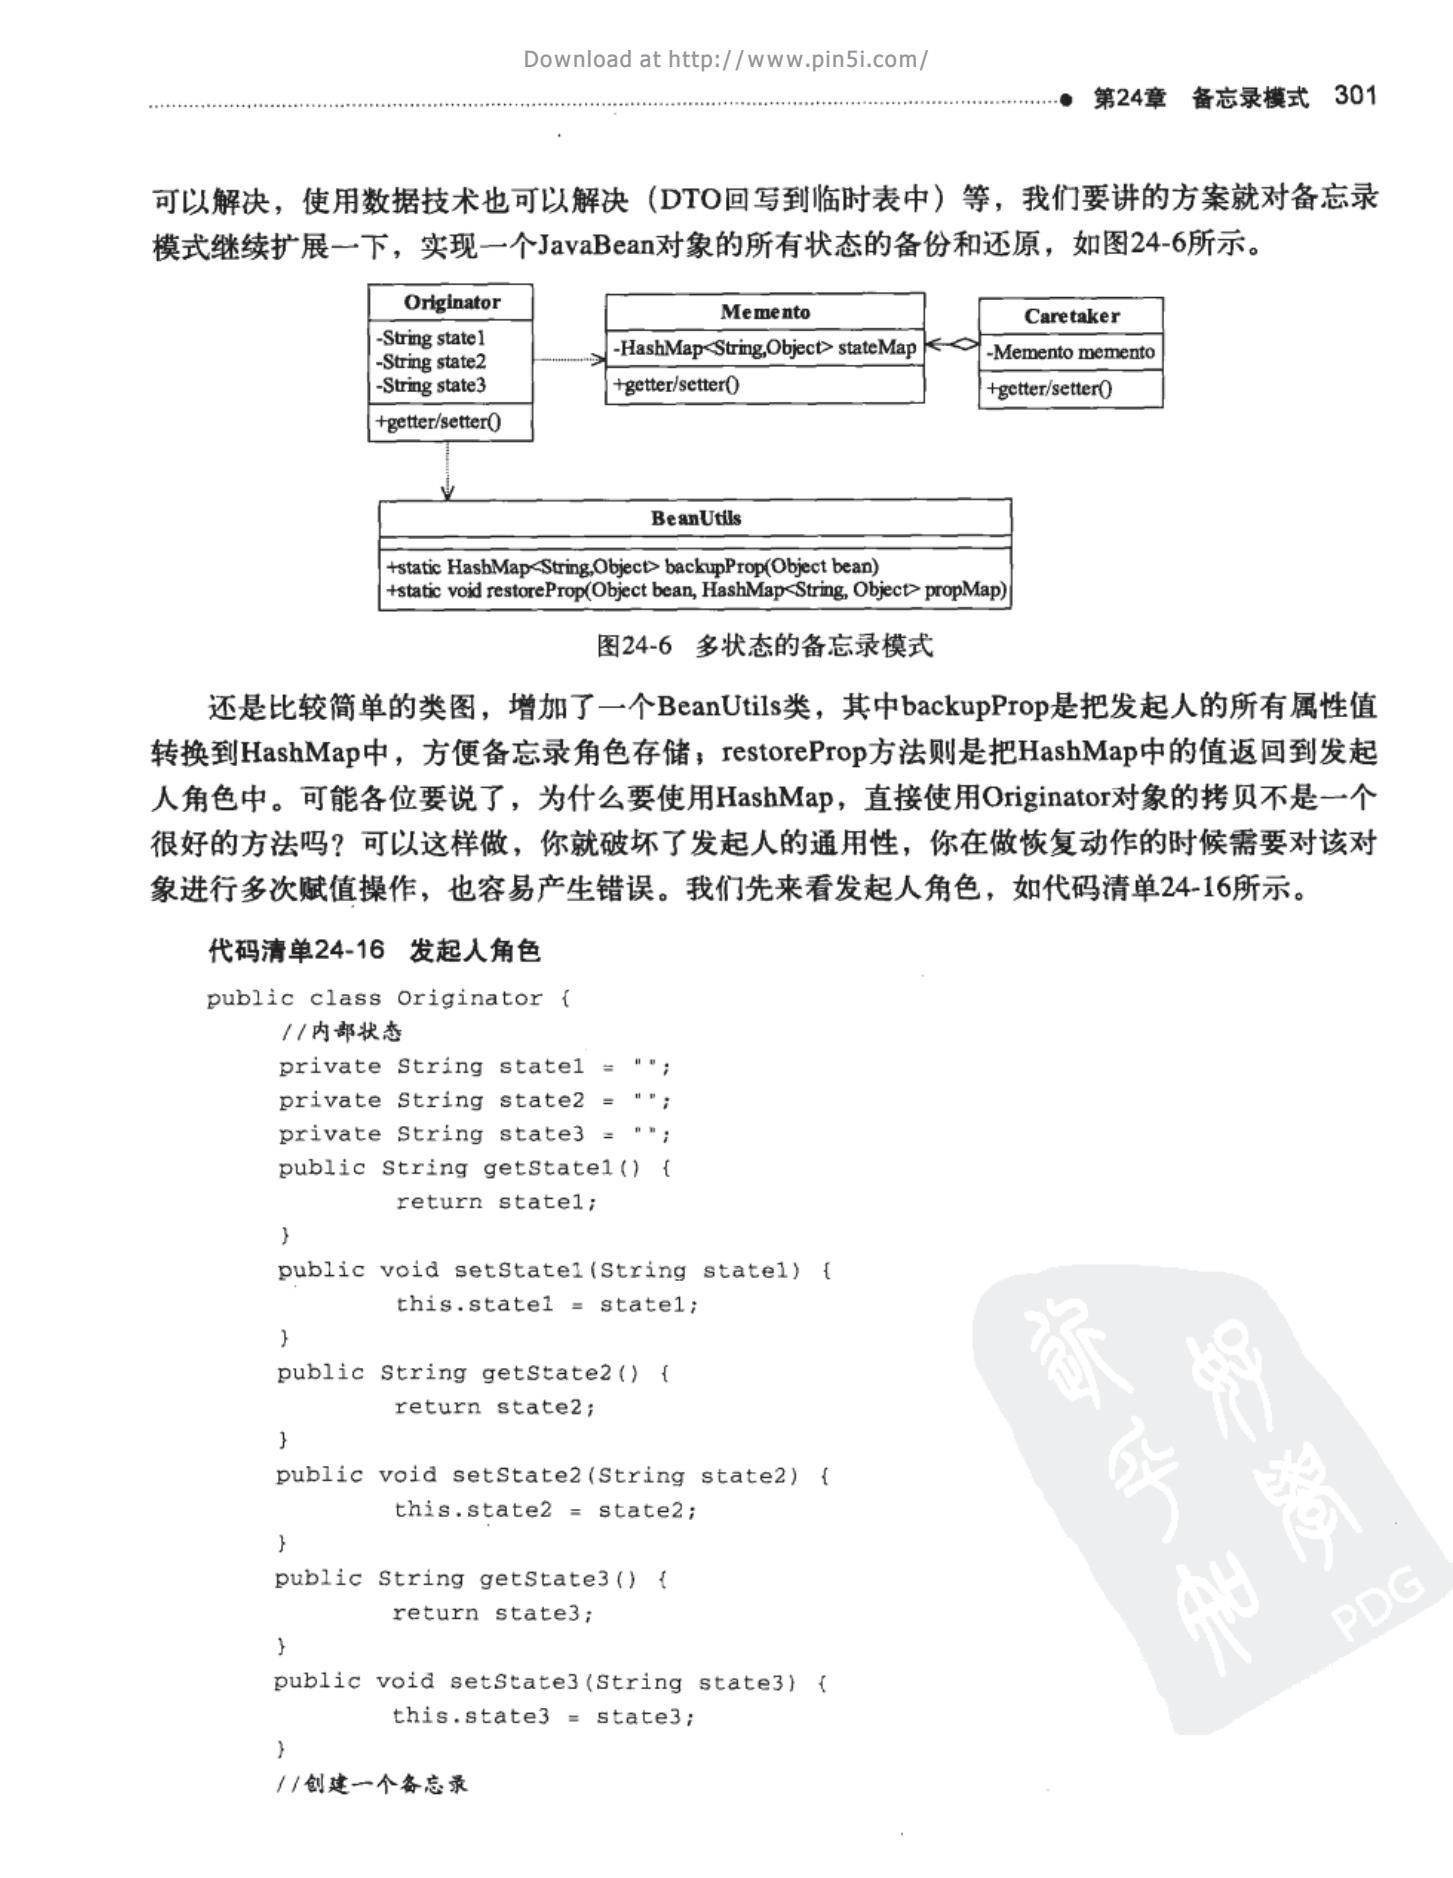 Download at http://www.pin5i.com/
第24章 备忘录模式 301
可以解决，使用数据技术也可以解决（DTO回写到临时表中）等，我们要讲的方案就对备忘录
模式继续扩展一下，实现一个JavaBean对象的所有状态的备份和还原，如图24-6所示。
Originator
-String state1
-String state2
-String state3
+getter/setter()
Memento
-HashMap<String,Object> stateMap
+getter/setter()
Caretaker
-Memento memento
+getter/setter()
BeanUtils
+static HashMap<String,Object> backupProp(Object bean)
+static void restoreProp(Object bean, HashMap<String, Object> propMap)
图24-6 多状态的备忘录模式
还是比较简单的类图，增加了一个BeanUtils类，其中backupProp是把发起人的所有属性值
转换到HashMap中，方便备忘录角色存储；restoreProp方法则是把HashMap中的值返回到发起
人角色中。可能各位要说了，为什么要使用HashMap，直接使用Originator对象的拷贝不是一个
很好的方法吗？可以这样做，你就破坏了发起人的通用性，你在做恢复动作的时候需要对该对
象进行多次赋值操作，也容易产生错误。我们先来看发起人角色，如代码清单24-16所示。
代码清单24-16 发起人角色
public class Originator {
//内部状态
private String state1 = "";
private String state2 = "";
private String state3 = "";
public String getState1() {
return state1;
}
public void setState1(String state1) {
this.state1 = state1;
}
public String getState2() {
return state2;
}
public void setState2(String state2) {
this.state2 = state2;
}
public String getState3() {
return state3;
}
public void setState3(String state3) {
this.state3 = state3;
}
//创建一个备忘录
PDG